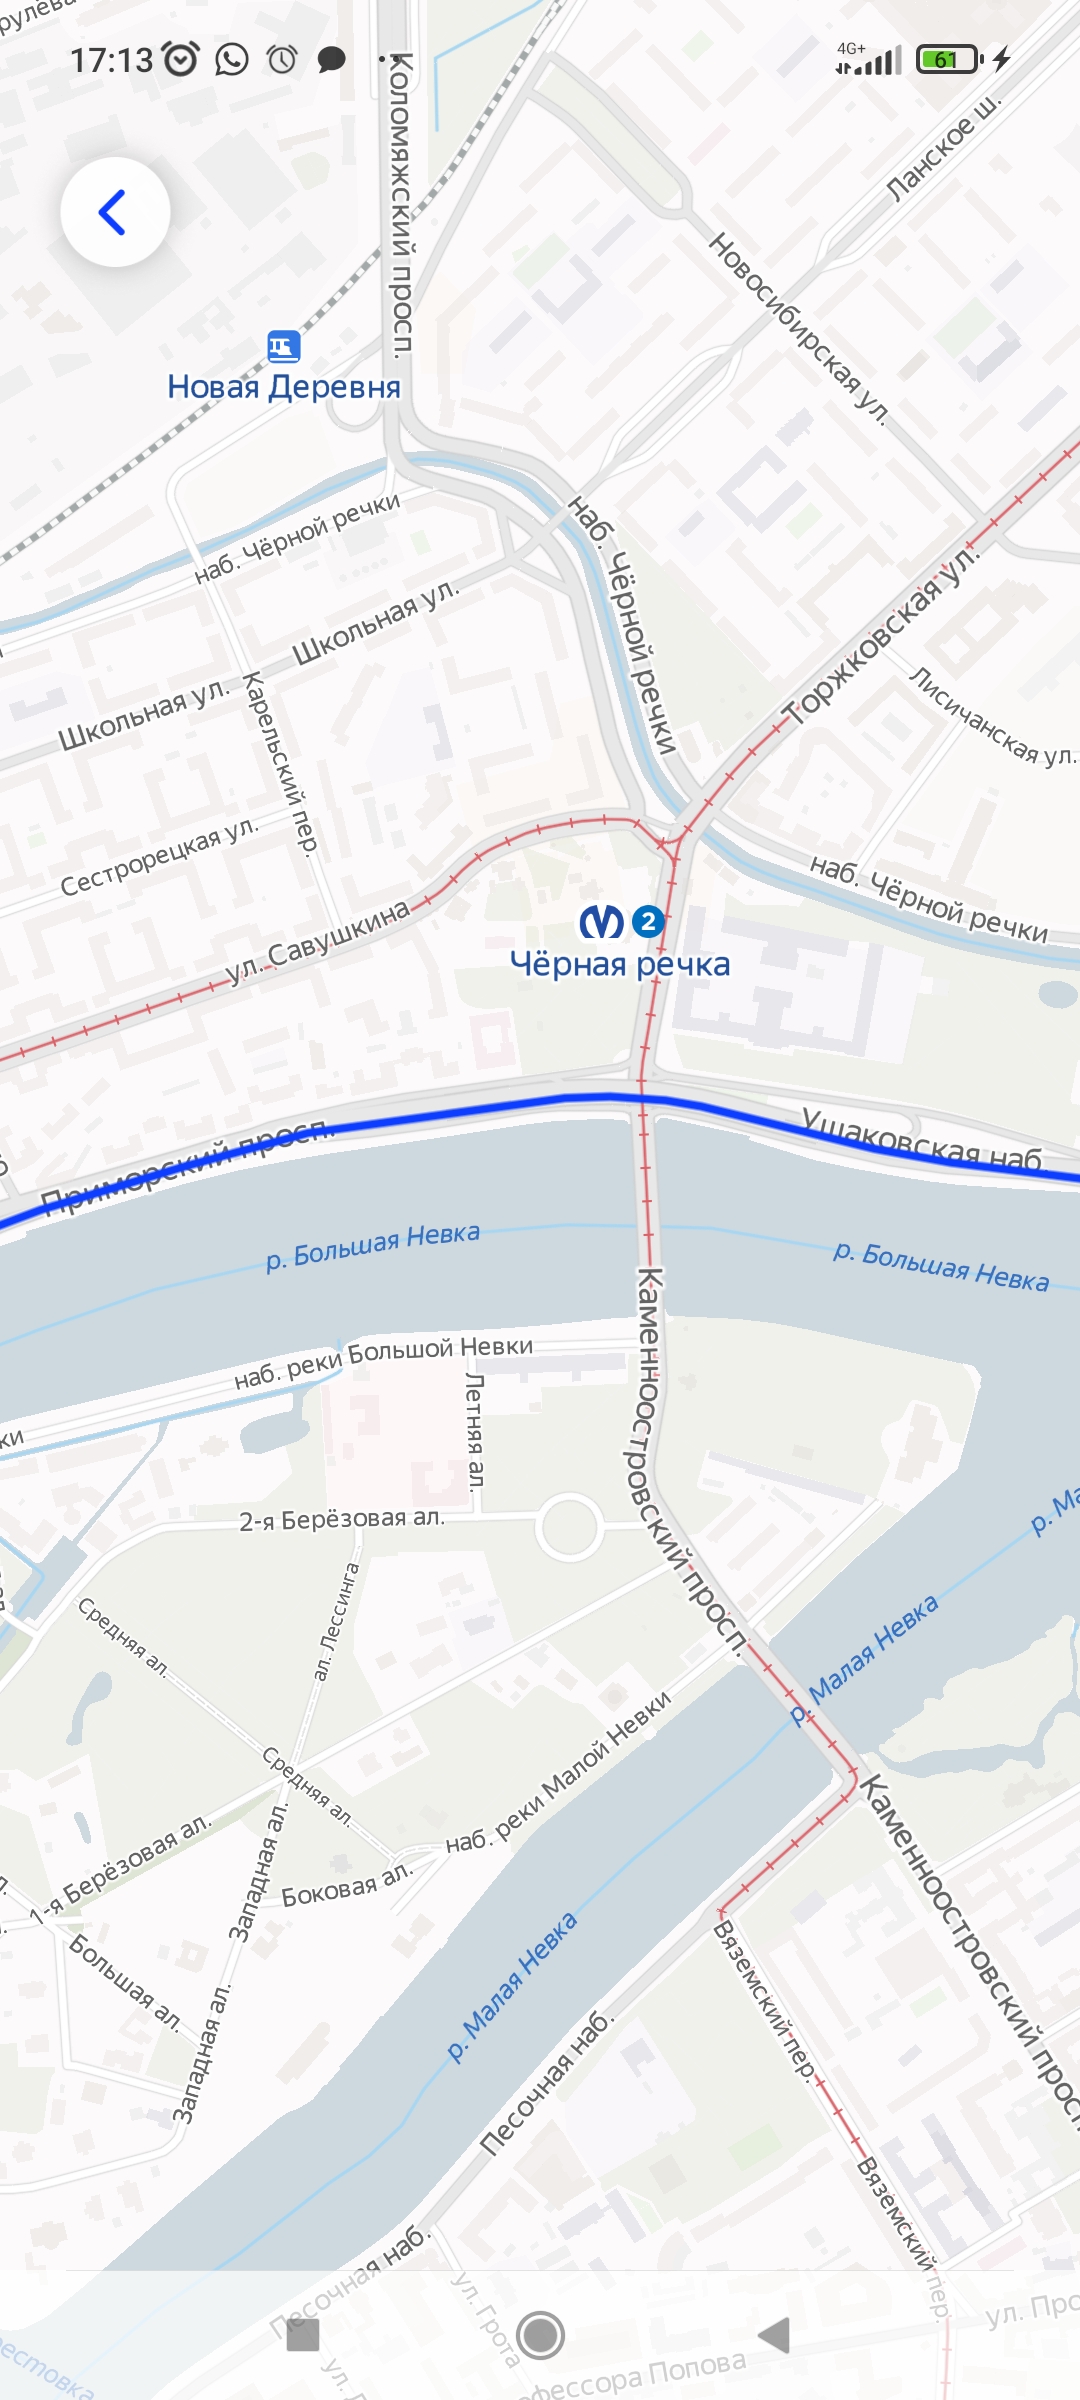 17:13
4G+
61
Коломяжский просп.
Ланское ш.
Новосибирская ул.
Новая Деревня
наб. Чёрной речки
наб. Чёрной речки
Школьная ул.
Торжковская ул.
Школьная ул.
Карельский пер.
Лисичанская ул.
Сестрорецкая ул.
наб. Чёрной речки
ул. Савушкина
2
Чёрная речка
Приморский просп.
Ушаковская наб.
р. Большая Невка
р. Большая Невка
Каменноостровский просп.
наб. реки Большой Невки
Летняя ал.
2-я Берёзовая ал.
ал. Лессинга
Средняя ал.
р. Малая Невка
наб. реки Малой Невки
Средняя ал.
1-я Берёзовая ал.
Западная ал.
Боковая ал.
Каменноостровский просп.
Большая ал.
р. Малая Невка
Вяземский пер.
Западная ал.
Песочная наб.
Вяземский пер.
Песочная наб.
ул. Грота